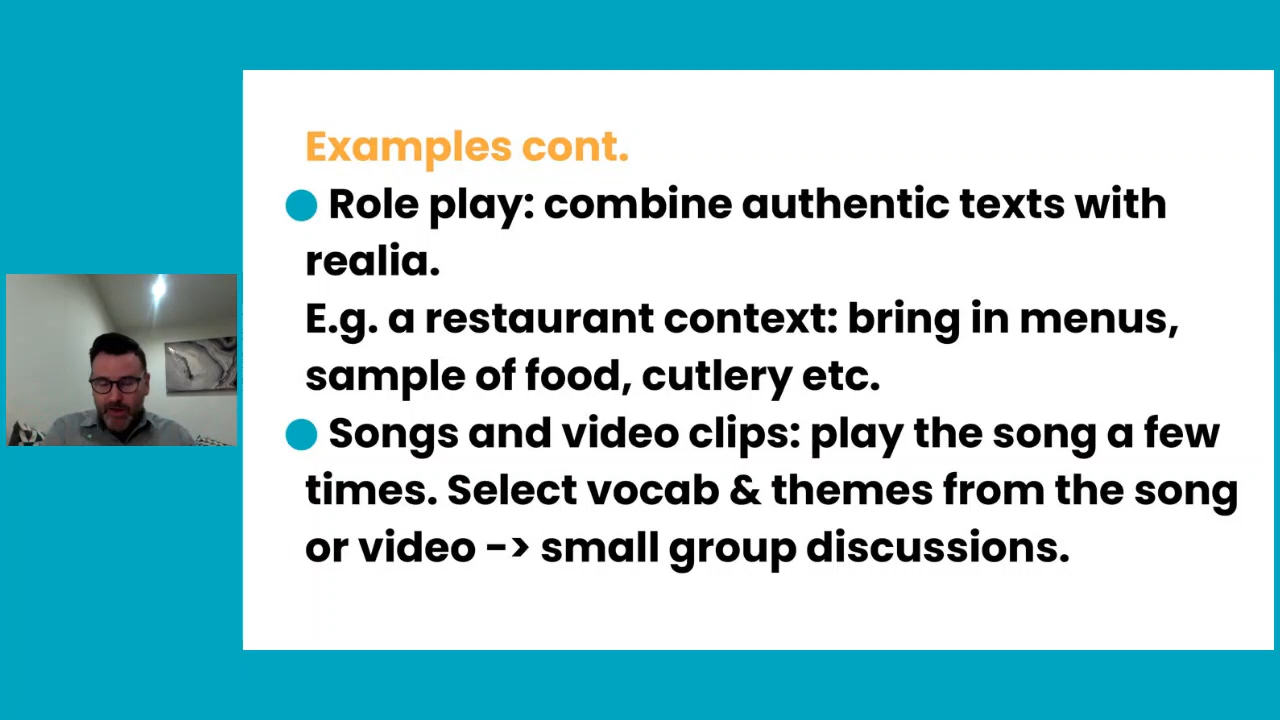 Examples cont.
Role play: combine authentic texts with
realia.
E.g. a restaurant context: bring in menus,
sample of food, cutlery etc.
Songs and video clips: play the song a few
times. Select vocab & themes from the song
or video -> small group discussions.